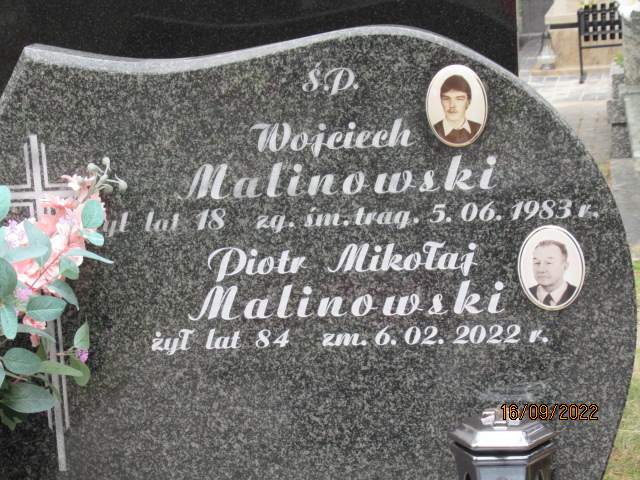 Ś.P.
Wojciech
Malinowski
żył lat 18 zg. śm. trag. 5.06.1983 r.
Piotr Mikołaj
Malinowski
żył lat 84 zm. 6.02.2022 r.
16/09/2022